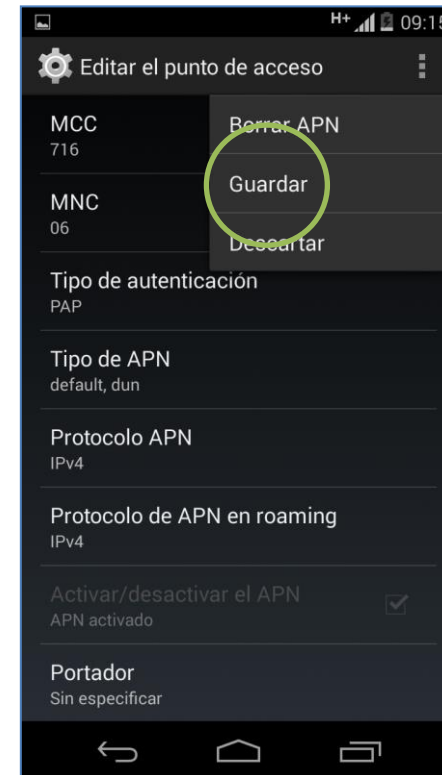 H+ 09:15
Editar el punto de acceso
MCC
716
Borrar APN
Guardar
Descartar
MNC
06
Tipo de autenticación
PAP
Tipo de APN
default, dun
Protocolo APN
IPv4
Protocolo de APN en roaming
IPv4
Activar/desactivar el APN
APN activado
Portador
Sin especificar